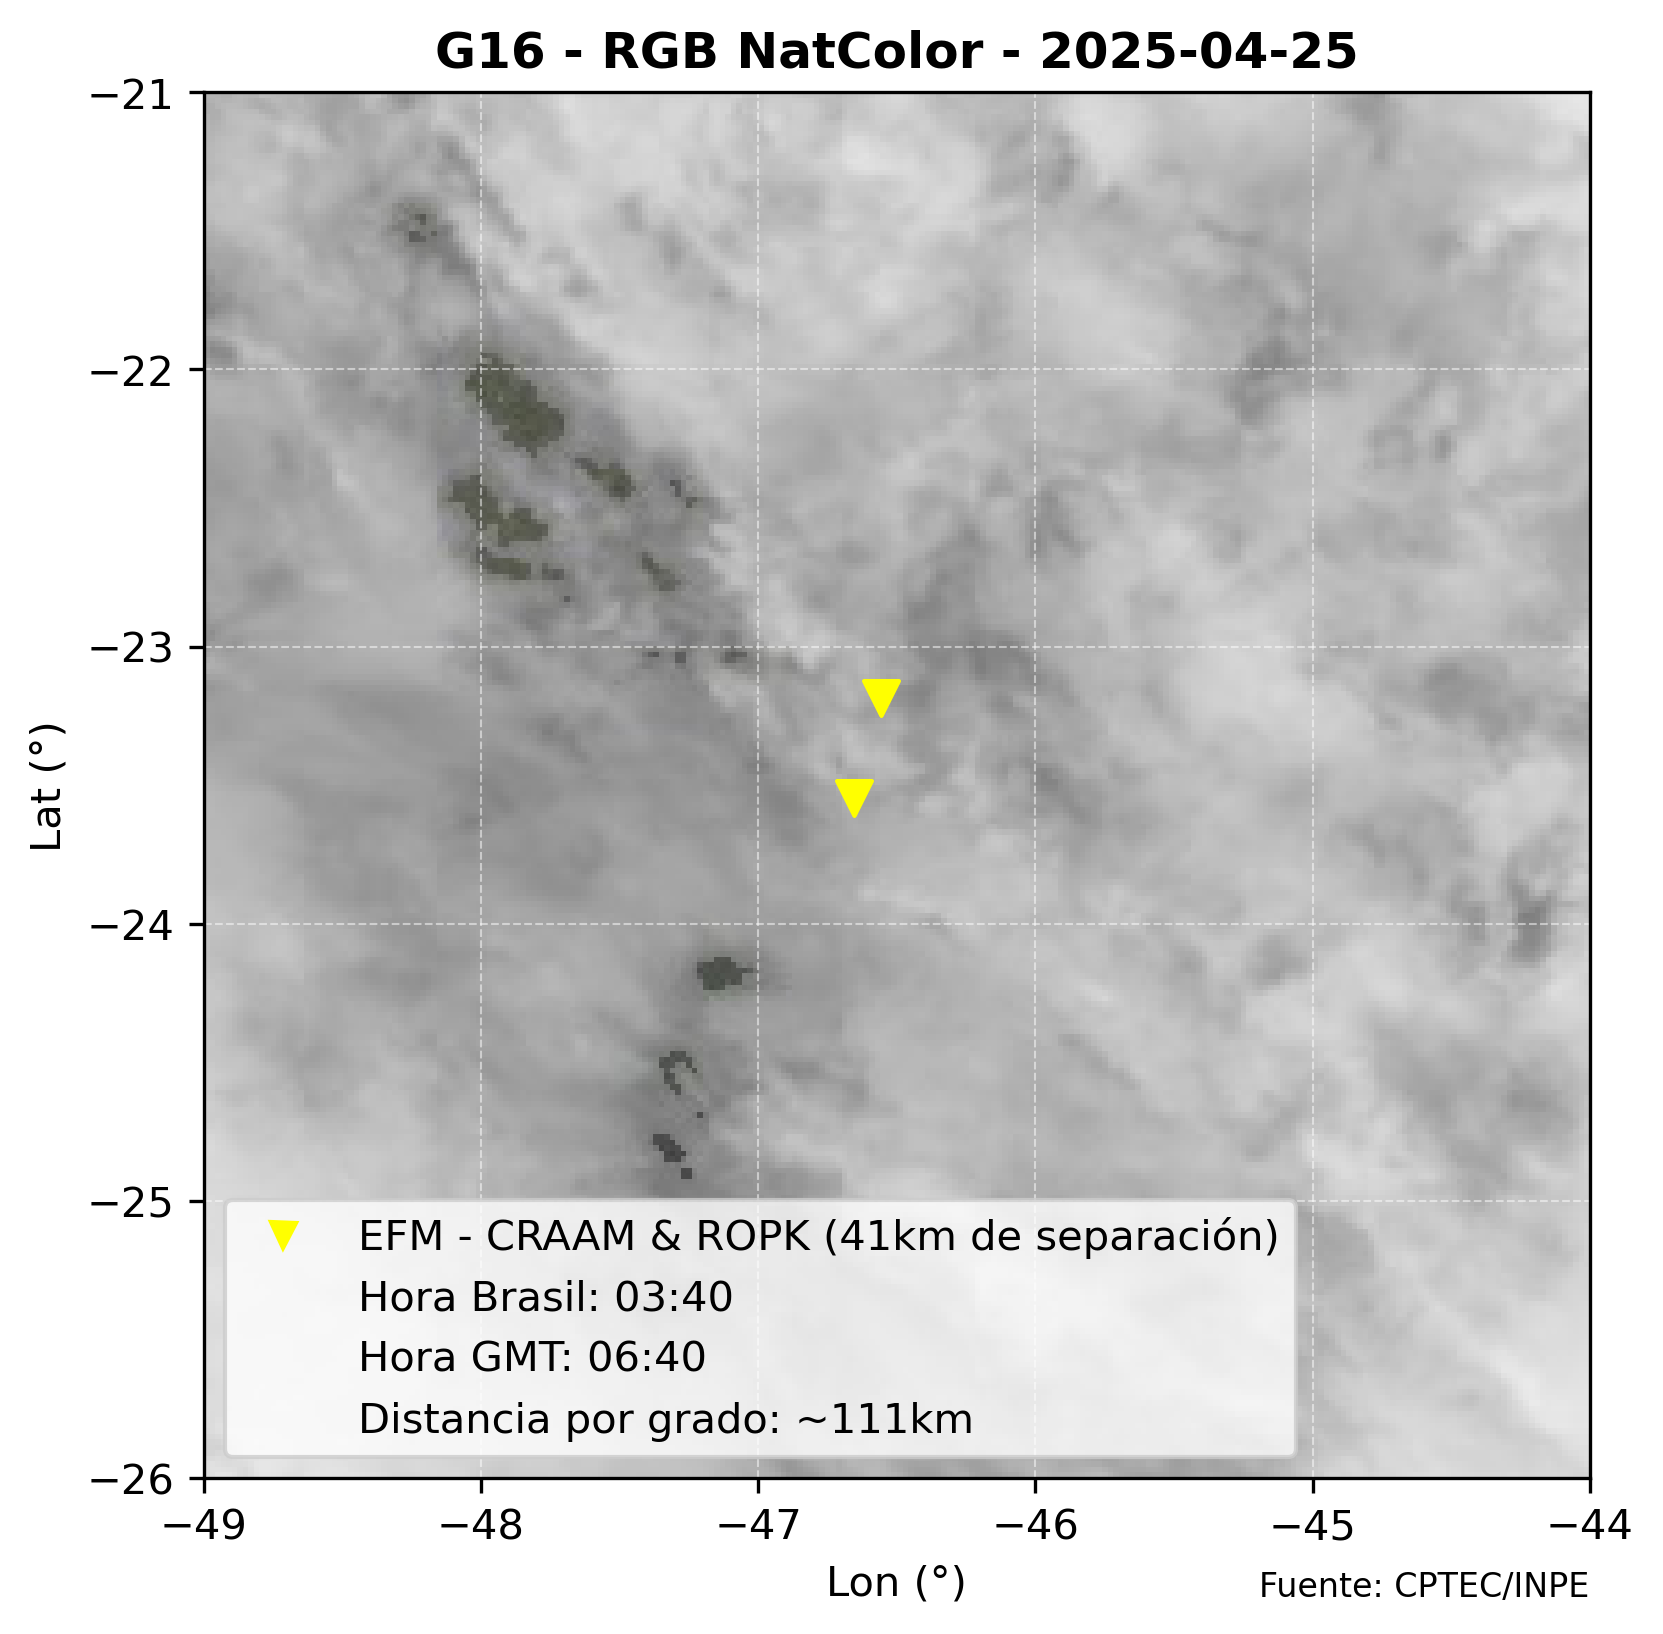 G16 - RGB NatColor - 2025-04-25
−21
−22
−23
−24
−25
−26
Lat (°)
EFM - CRAAM & ROPK (41km de separación)
Hora Brasil: 03:40
Hora GMT: 06:40
Distancia por grado: ~111km
−49 −48 −47 −46 −45 −44
Lon (°)
Fuente: CPTEC/INPE